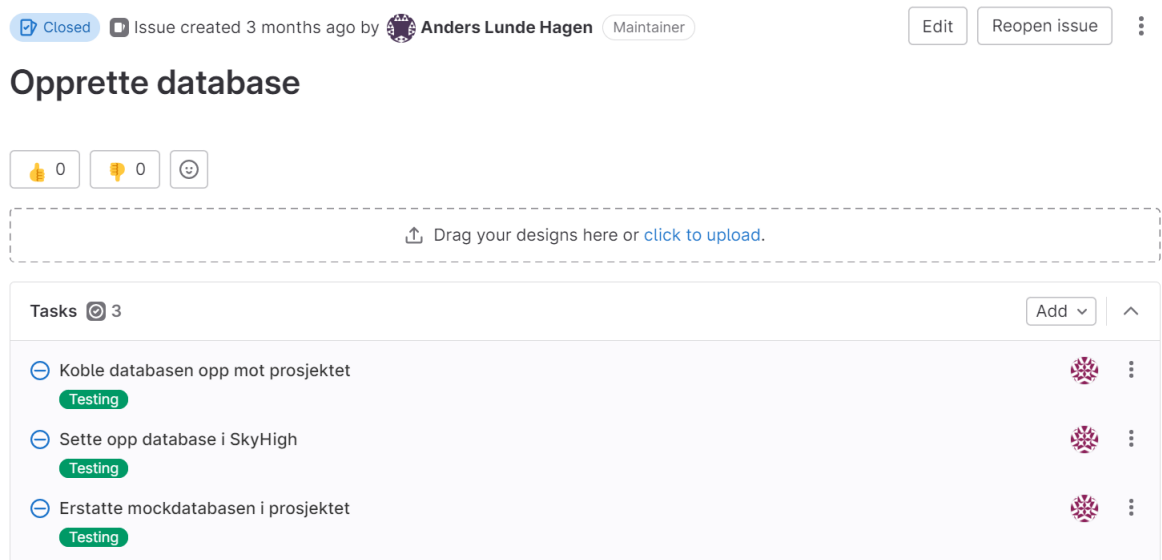 Closed Issue created 3 months ago by Anders Lunde Hagen Maintainer Edit Reopen issue
Opprette database
0 0
Drag your designs here or click to upload.
Tasks 3 Add
Koble databasen opp mot prosjektet
Testing
Sette opp database i SkyHigh
Testing
Erstatte mockdatabasen i prosjektet
Testing